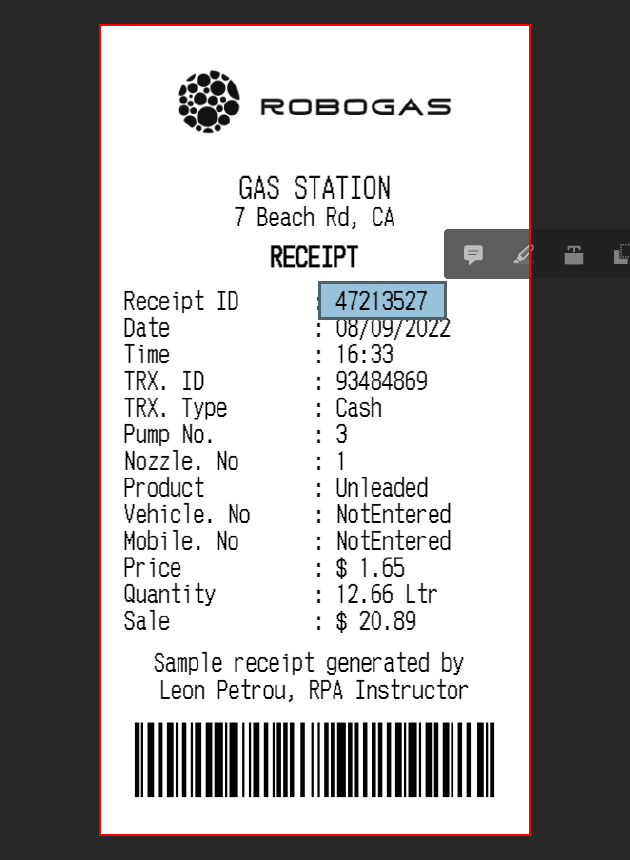 ROBOGAS
GAS STATION
7 Beach Rd, CA
RECEIPT
Receipt ID : 47213527
Date : 08/09/2022
Time : 16:33
TRX. ID : 93484869
TRX. Type : Cash
Pump No. : 3
Nozzle. No : 1
Product : Unleaded
Vehicle. No : NotEntered
Mobile. No : NotEntered
Price : $ 1.65
Quantity : 12.66 Ltr
Sale : $ 20.89
Sample receipt generated by
Leon Petrou, RPA Instructor